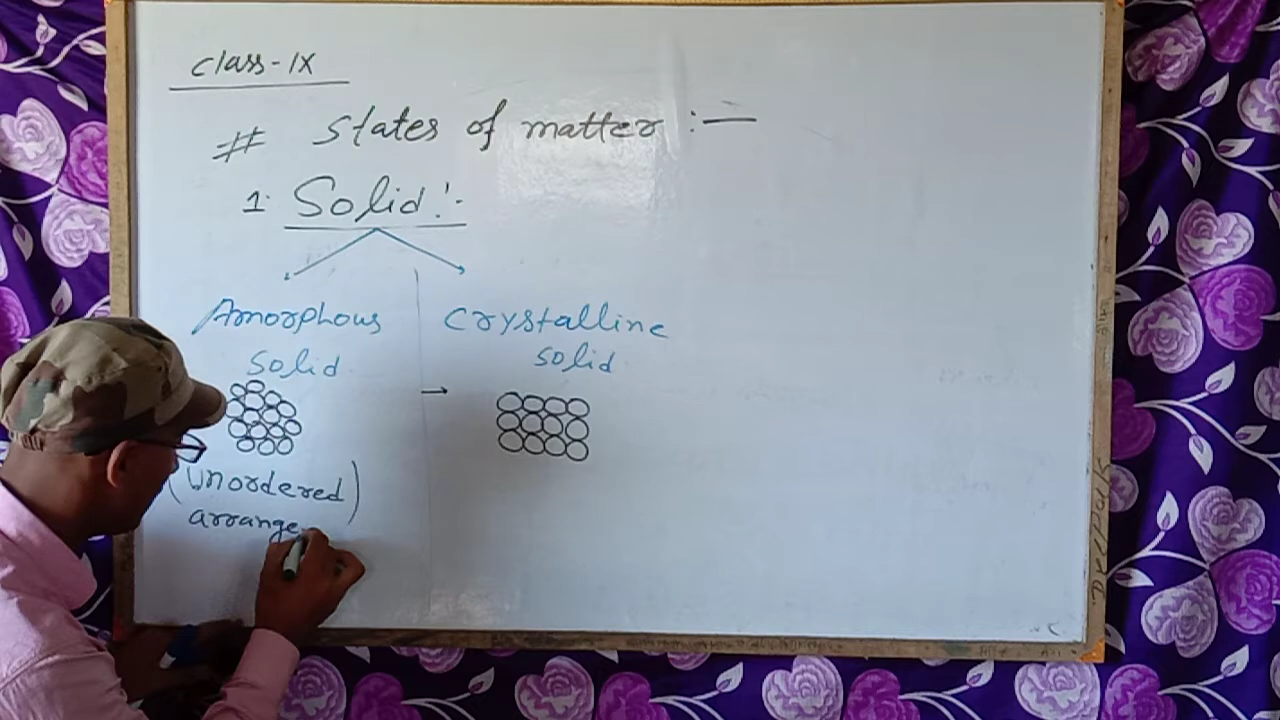 class-IX
# states of matter :-
1. Solid :-
Amorphous
solid
Crystalline
solid
(Unordered)
arrange